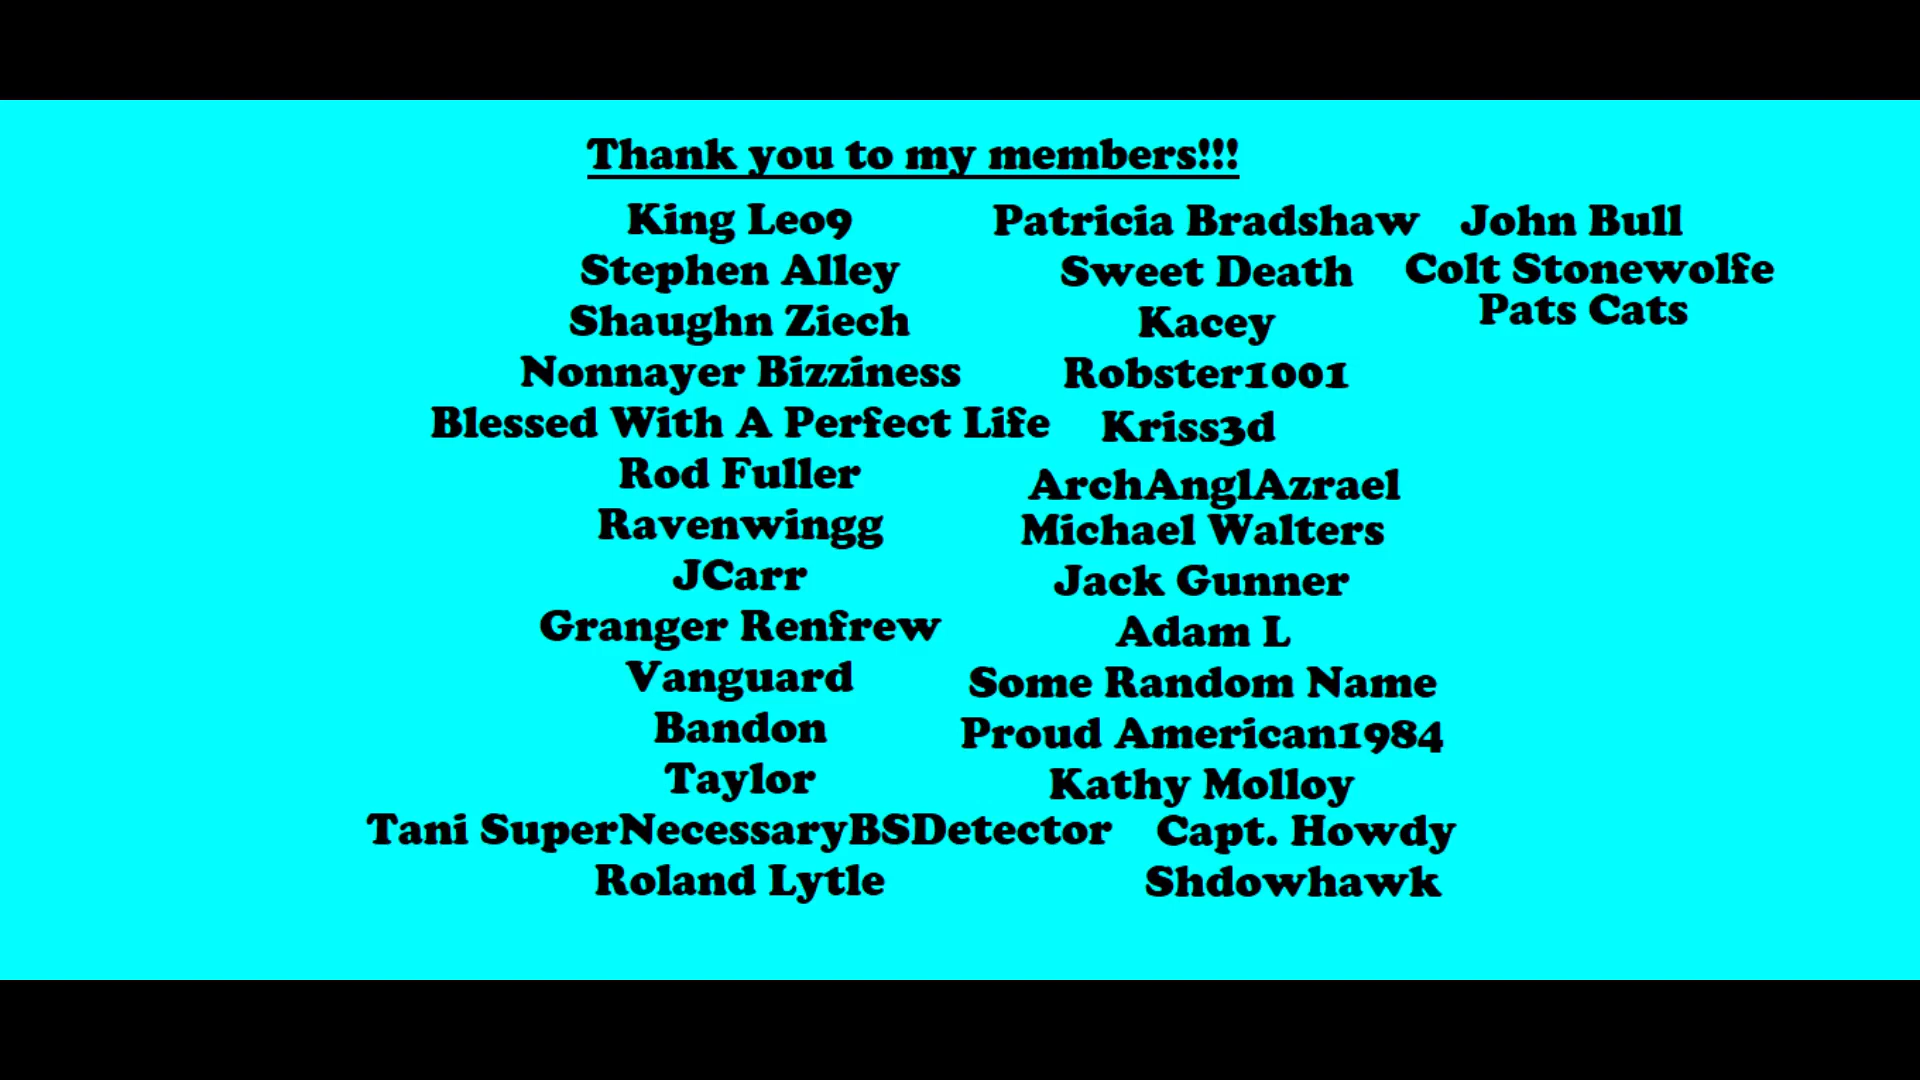 Thank you to my members!!!
King Leo9
Stephen Alley
Shaughn Ziech
Nonnayer Bizziness
Blessed With A Perfect Life
Rod Fuller
Ravenwingg
JCarr
Granger Renfrew
Vanguard
Bandon
Taylor
Tani SuperNecessaryBSDetector
Roland Lytle
Patricia Bradshaw
Sweet Death
Kacey
Robster1001
Kriss3d
ArchAnglAzrael
Michael Walters
Jack Gunner
Adam L
Some Random Name
Proud American1984
Kathy Molloy
Capt. Howdy
Shdowhawk
John Bull
Colt Stonewolfe
Pats Cats